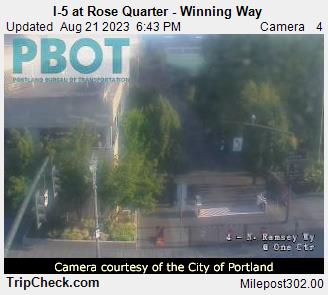 I-5 at Rose Quarter - Winning Way
Updated Aug 21 2023 6:43 PM Camera 4
PBOT
PORTLAND BUREAU OF TRANSPORTATION
4 - N. Ramsey Wy
@ One Ctr
Camera courtesy of the City of Portland
TripCheck.com Milepost302.00